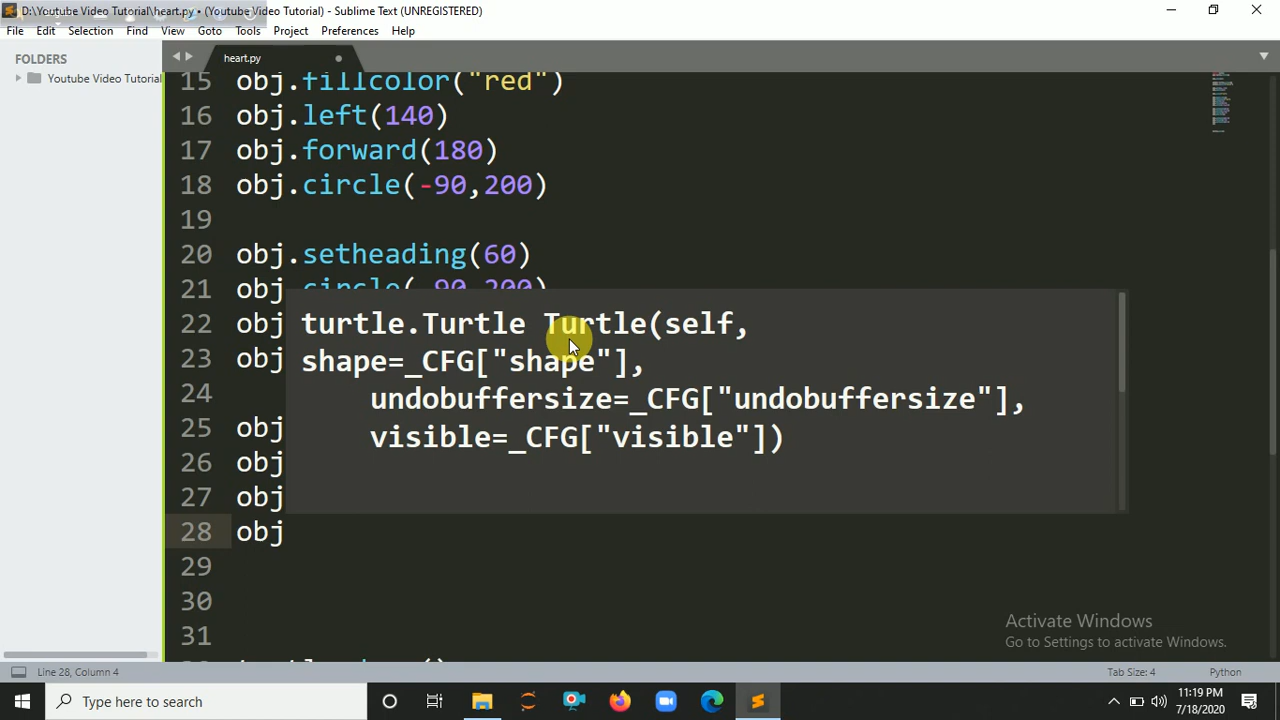 D:\Youtube Video Tutorial\heart.py • (Youtube Video Tutorial) - Sublime Text (UNREGISTERED)
File Edit Selection Find View Goto Tools Project Preferences Help
FOLDERS
Youtube Video Tutorial
heart.py
15 obj.fillcolor("red")
16 obj.left(140)
17 obj.forward(180)
18 obj.circle(-90,200)
19
20 obj.setheading(60)
21 obj.circle(-90,200)
22 obj
23 obj
24
25 obj
26 obj
27 obj
28 obj
29
30
31
turtle.Turtle Turtle(self,
shape=_CFG["shape"],
undobuffersize=_CFG["undobuffersize"],
visible=_CFG["visible"])
Activate Windows
Go to Settings to activate Windows.
Line 28, Column 4
Tab Size: 4
Python
Type here to search
11:19 PM
7/18/2020